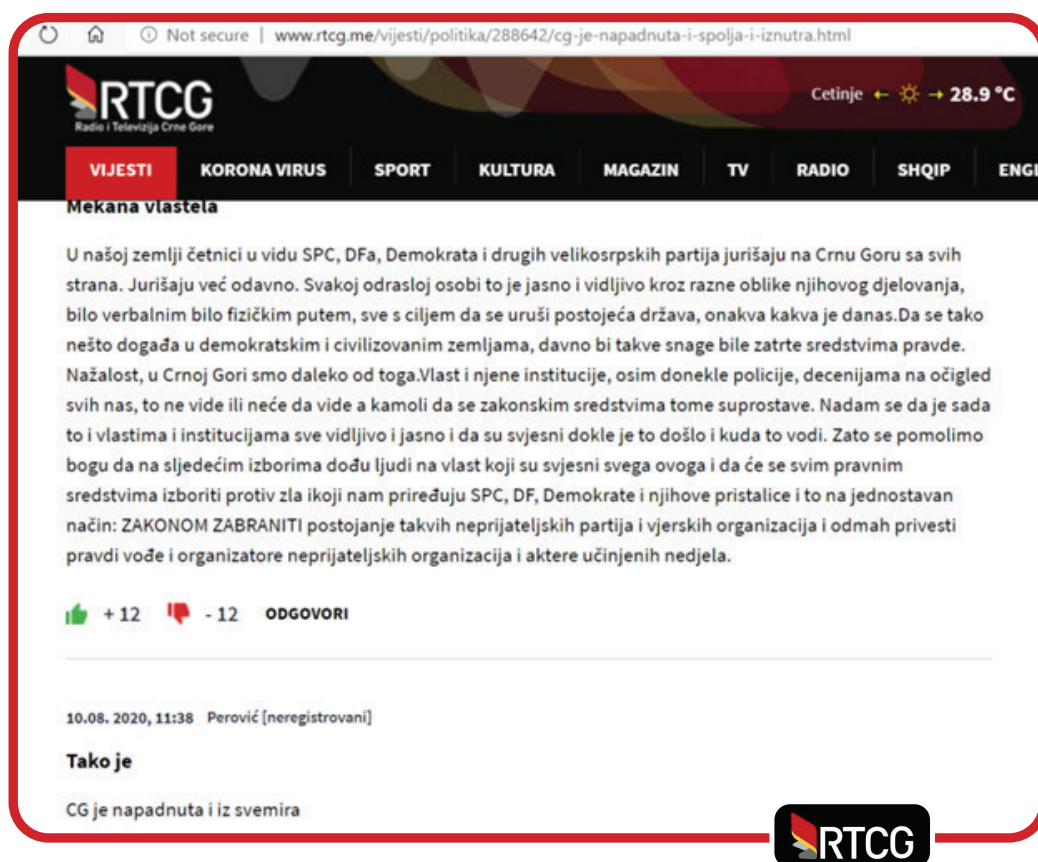 Not secure | www.rtcg.me/vijesti/politika/288642/cg-je-napadnuta-i-spolja-i-iznutra.html
RTCG
Radio i Televizija Crne Gore
Cetinje ← → 28.9 °C
VIJESTI KORONA VIRUS SPORT KULTURA MAGAZIN TV RADIO SHQIP ENGL
Mekana vlastela
U našoj zemlji četnici u vidu SPC, DFa, Demokrata i drugih velikosrpskih partija jurišaju na Crnu Goru sa svih
strana. Jurišaju već odavno. Svakoj odrasloj osobi to je jasno i vidljivo kroz razne oblike njihovog djelovanja,
bilo verbalnim bilo fizičkim putem, sve s ciljem da se uruši postojeća država, onakva kakva je danas.Da se tako
nešto događa u demokratskim i civilizovanim zemljama, davno bi takve snage bile zatrte sredstvima pravde.
Nažalost, u Crnoj Gori smo daleko od toga.Vlast i njene institucije, osim donekle policije, decenijama na očigled
svih nas, to ne vide ili neće da vide a kamoli da se zakonskim sredstvima tome suprostave. Nadam se da je sada
to i vlastima i institucijama sve vidljivo i jasno i da su svjesni dokle je to došlo i kuda to vodi. Zato se pomolimo
bogu da na sljedećim izborima dođu ljudi na vlast koji su svjesni svega ovoga i da će se svim pravnim
sredstvima izboriti protiv zla ikoji nam priređuju SPC, DF, Demokrate i njihove pristalice i to na jednostavan
način: ZAKONOM ZABRANITI postojanje takvih neprijateljskih partija i vjerskih organizacija i odmah privesti
pravdi vođe i organizatore neprijateljskih organizacija i aktere učinjenih nedjela.
+ 12 - 12 ODGOVORI
10.08. 2020, 11:38 Perović [neregistrovani]
Tako je
CG je napadnuta i iz svemira
RTCG